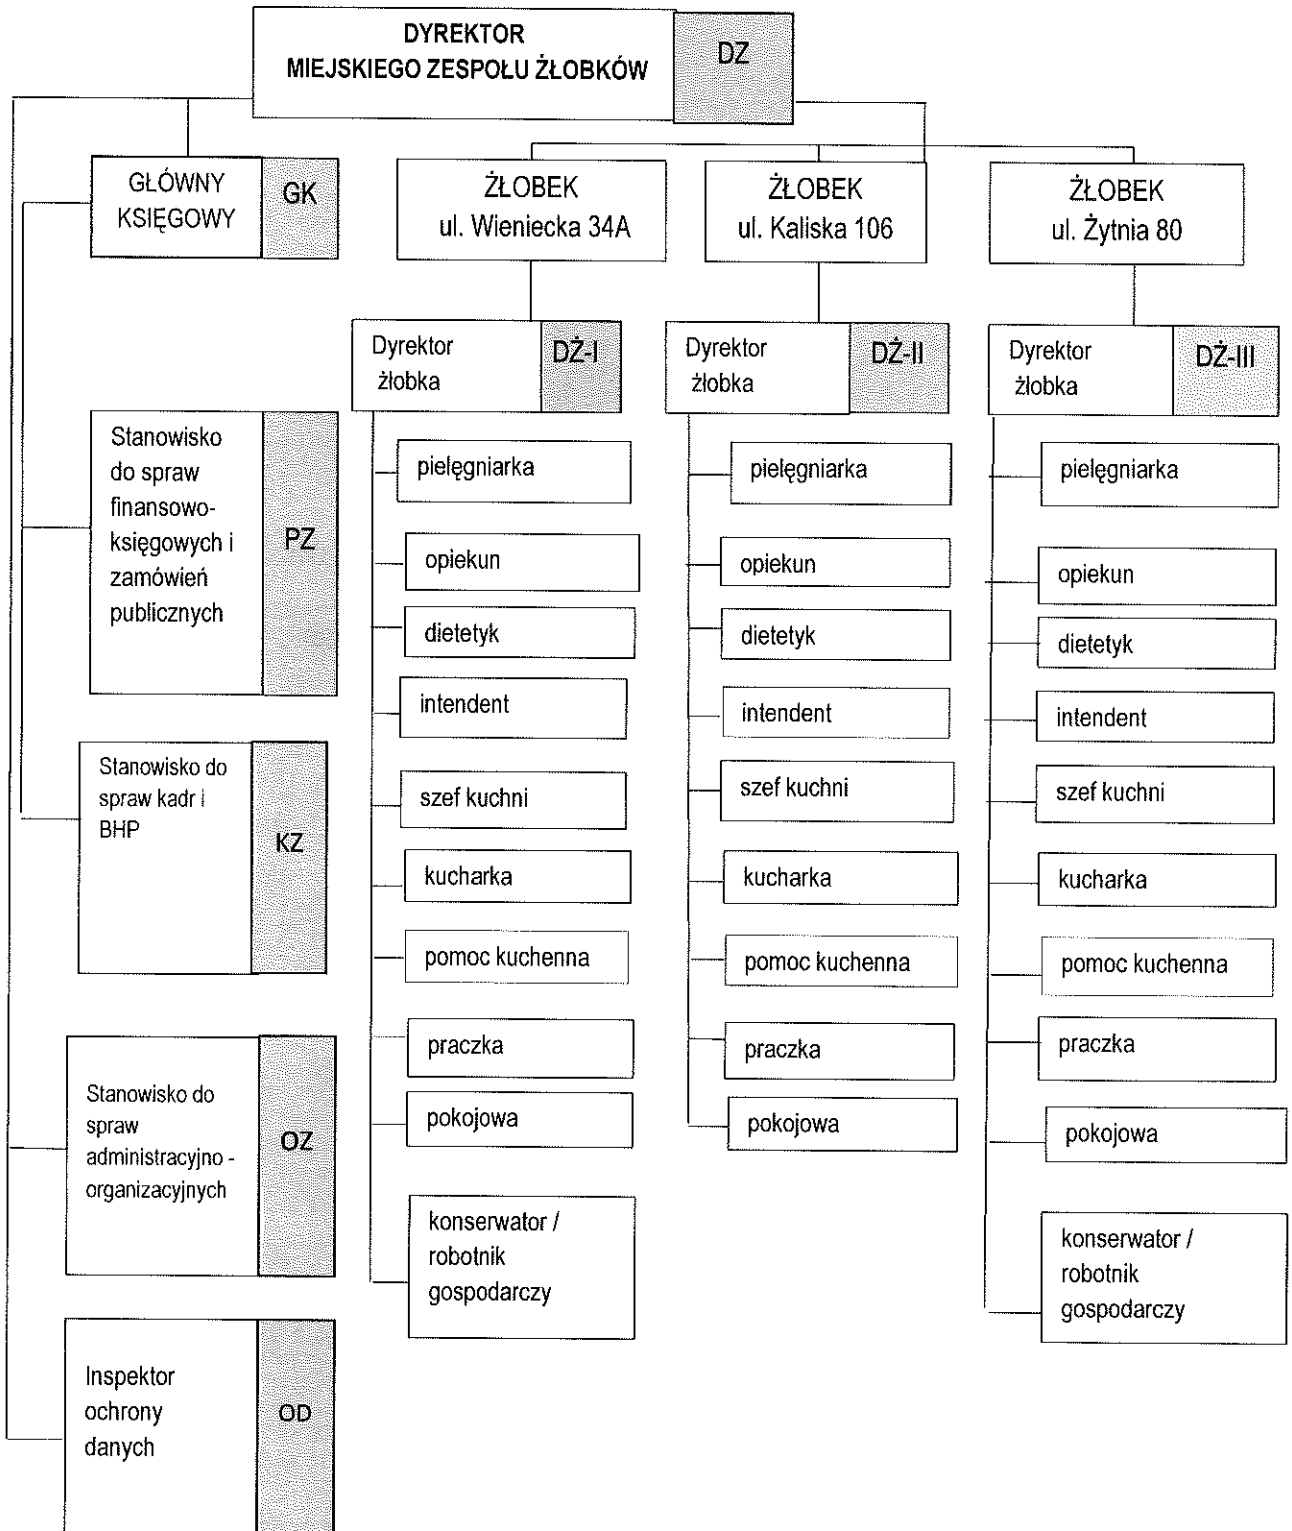 DYREKTOR
MIEJSKIEGO ZESPOŁU ŻŁOBKÓW
DZ
GŁÓWNY
KSIĘGOWY
GK
Stanowisko
do spraw
finansowo-
księgowych i
zamówień
publicznych
PZ
Stanowisko do
spraw kadr i
BHP
KZ
Stanowisko do
spraw
administracyjno -
organizacyjnych
OZ
Inspektor
ochrony
danych
OD
ŻŁOBEK
ul. Wieniecka 34A
Dyrektor
żłobka
DŻ-I
pielęgniarka
opiekun
dietetyk
intendent
szef kuchni
kucharka
pomoc kuchenna
praczka
pokojowa
konserwator /
robotnik
gospodarczy
ŻŁOBEK
ul. Kaliska 106
Dyrektor
żłobka
DŻ-II
pielęgniarka
opiekun
dietetyk
intendent
szef kuchni
kucharka
pomoc kuchenna
praczka
pokojowa
ŻŁOBEK
ul. Żytnia 80
Dyrektor
żłobka
DŻ-III
pielęgniarka
opiekun
dietetyk
intendent
szef kuchni
kucharka
pomoc kuchenna
praczka
pokojowa
konserwator /
robotnik
gospodarczy